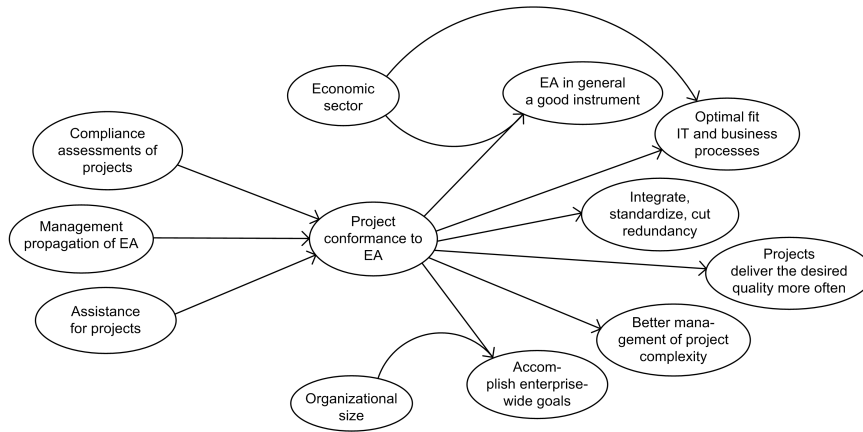 Economic
sector
EA in general
a good instrument
Optimal fit
IT and business
processes
Compliance
assessments of
projects
Integrate,
standardize, cut
redundancy
Management
propagation of EA
Project
conformance to
EA
Projects
deliver the desired
quality more often
Assistance
for projects
Better mana-
gement of project
complexity
Organizational
size
Accom-
plish enterprise-
wide goals